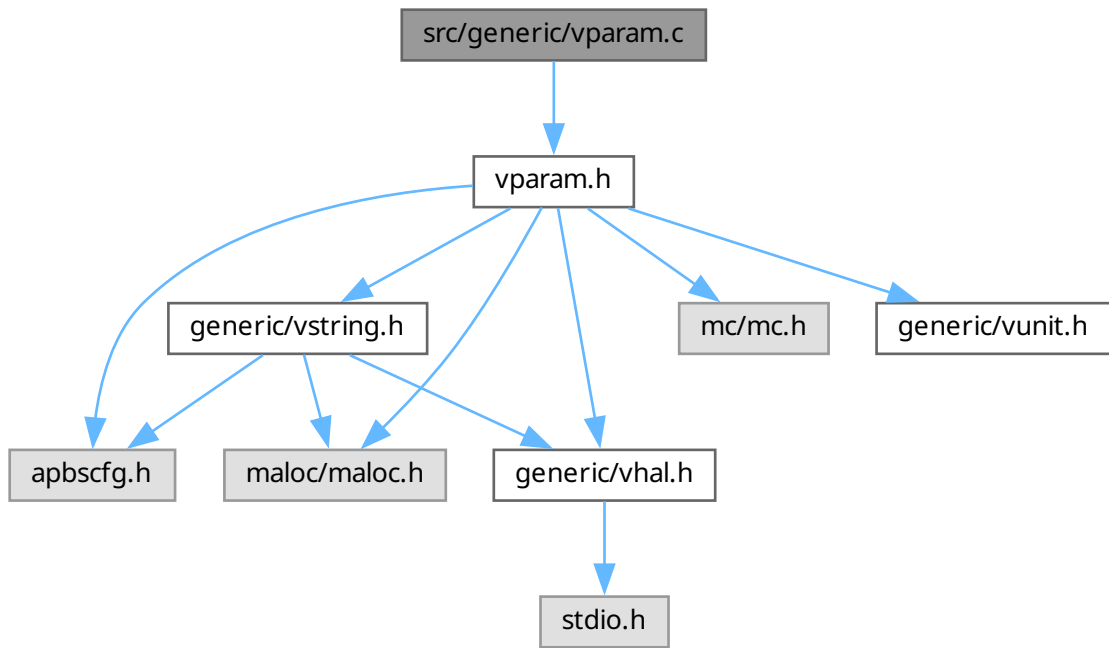 src/generic/vparam.c
vparam.h
generic/vstring.h
mc/mc.h
generic/vunit.h
apbscfg.h
maloc/maloc.h
generic/vhal.h
stdio.h